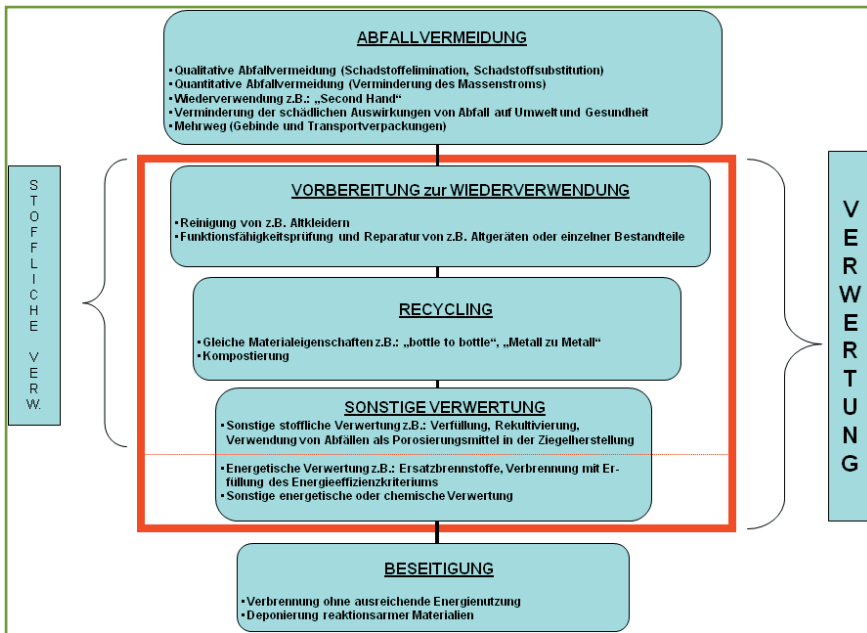 ABFALLVERMEIDUNG
▪Qualitative Abfallvermeidung (Schadstoffelimination, Schadstoffsubstitution)
▪Quantitative Abfallvermeidung (Verminderung des Massenstroms)
▪Wiederverwendung z.B.: „Second Hand“
▪Verminderung der schädlichen Auswirkungen von Abfall auf Umwelt und Gesundheit
▪Mehrweg (Gebinde und Transportverpackungen)
STOFFLICHE VERW.
VORBEREITUNG zur WIEDERVERWENDUNG
▪Reinigung von z.B. Altkleidern
▪Funktionsfähigkeitsprüfung und Reparatur von z.B. Altgeräten oder einzelner Bestandteile
VERWERTUNG
RECYCLING
▪Gleiche Materialeigenschaften z.B.: „bottle to bottle“, „Metall zu Metall“
▪Kompostierung
SONSTIGE VERWERTUNG
▪Sonstige stoffliche Verwertung z.B.: Verfüllung, Rekultivierung,
Verwendung von Abfällen als Porosierungsmittel in der Ziegelherstellung
▪Energetische Verwertung z.B.: Ersatzbrennstoffe, Verbrennung mit Er-
füllung des Energieeffizienzkriteriums
▪Sonstige energetische oder chemische Verwertung
BESEITIGUNG
▪Verbrennung ohne ausreichende Energienutzung
▪Deponierung reaktionsarmer Materialien